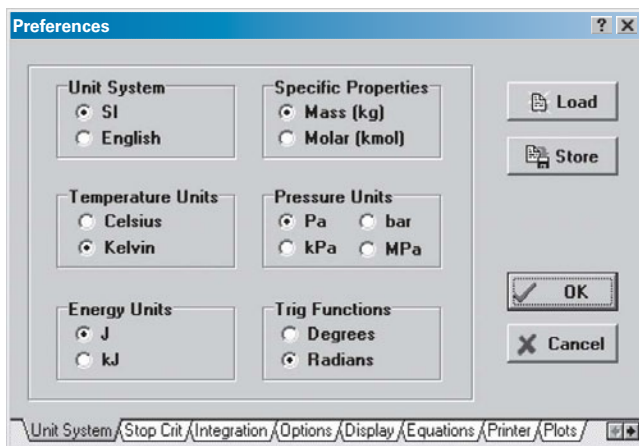 Preferences
Unit System
SI
English
Specific Properties
Mass (kg)
Molar (kmol)
Load
Store
Temperature Units
Celsius
Kelvin
Pressure Units
Pa
bar
kPa
MPa
Energy Units
J
kJ
Trig Functions
Degrees
Radians
OK
Cancel
Unit System Stop Crit Integration Options Display Equations Printer Plots